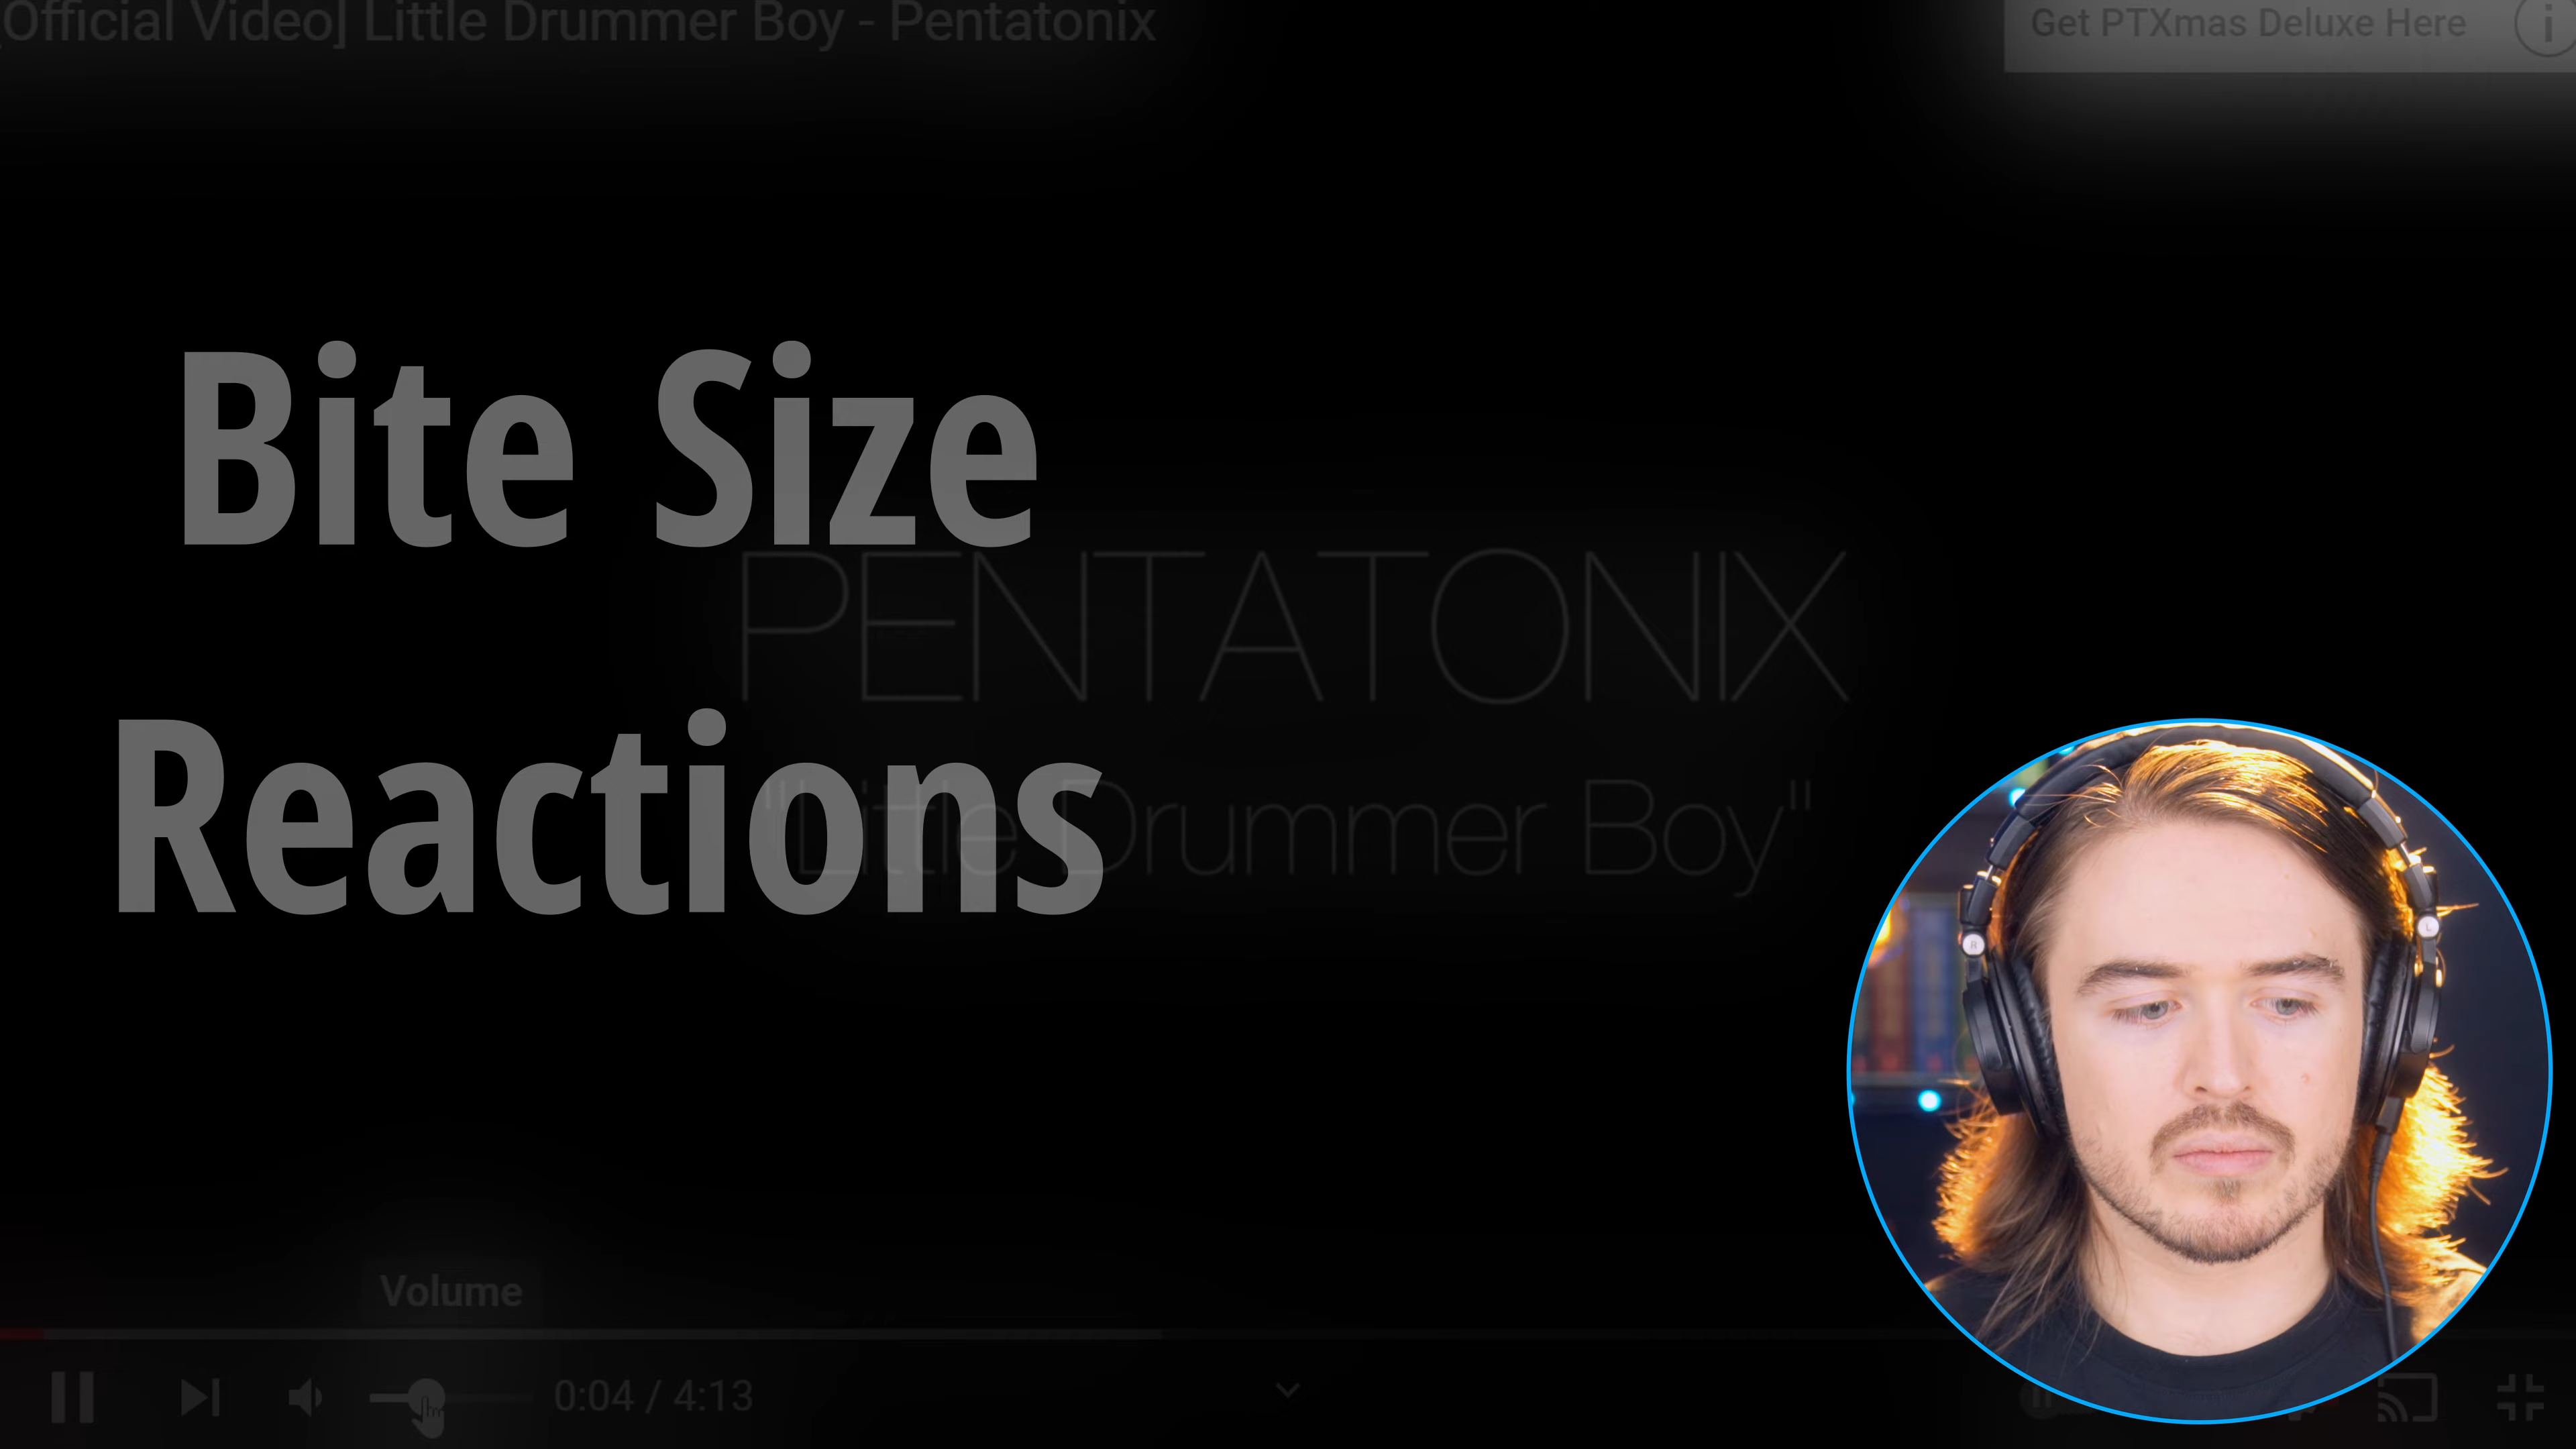 [Official Video] Little Drummer Boy - Pentatonix
Get PTXmas Deluxe Here
i
Bite Size
PENTATONIX
Reactions
"Little Drummer Boy"
R
L
Volume
0:04 / 4:13